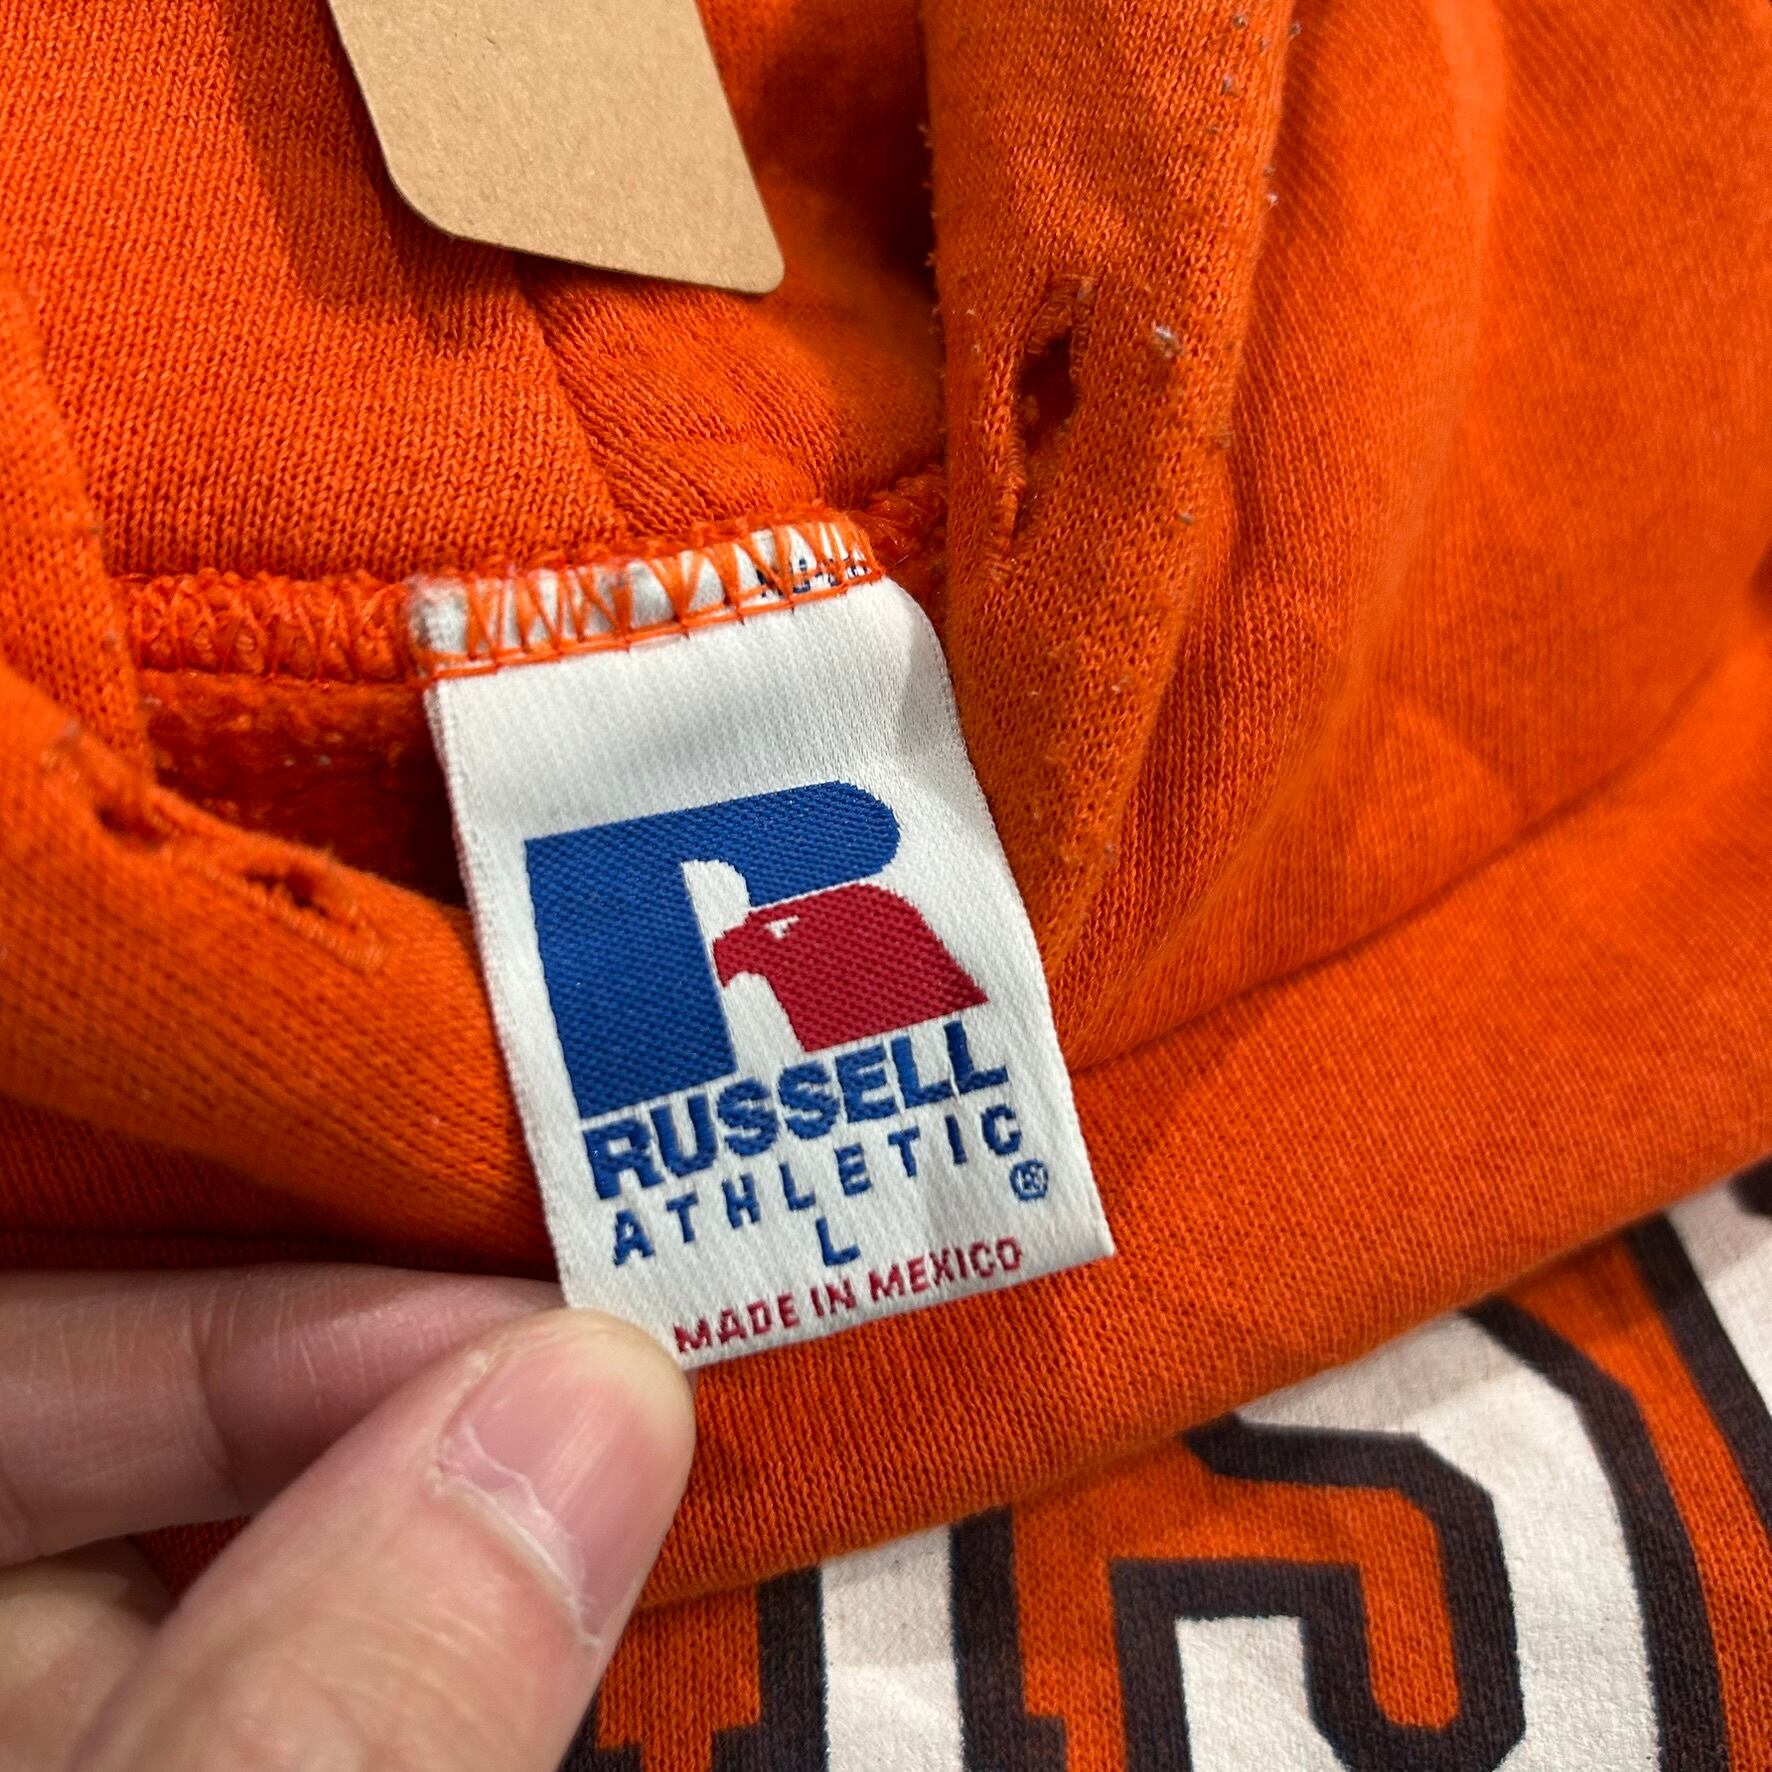 RUSSELL
ATHLETIC®
L
MADE IN MEXICO